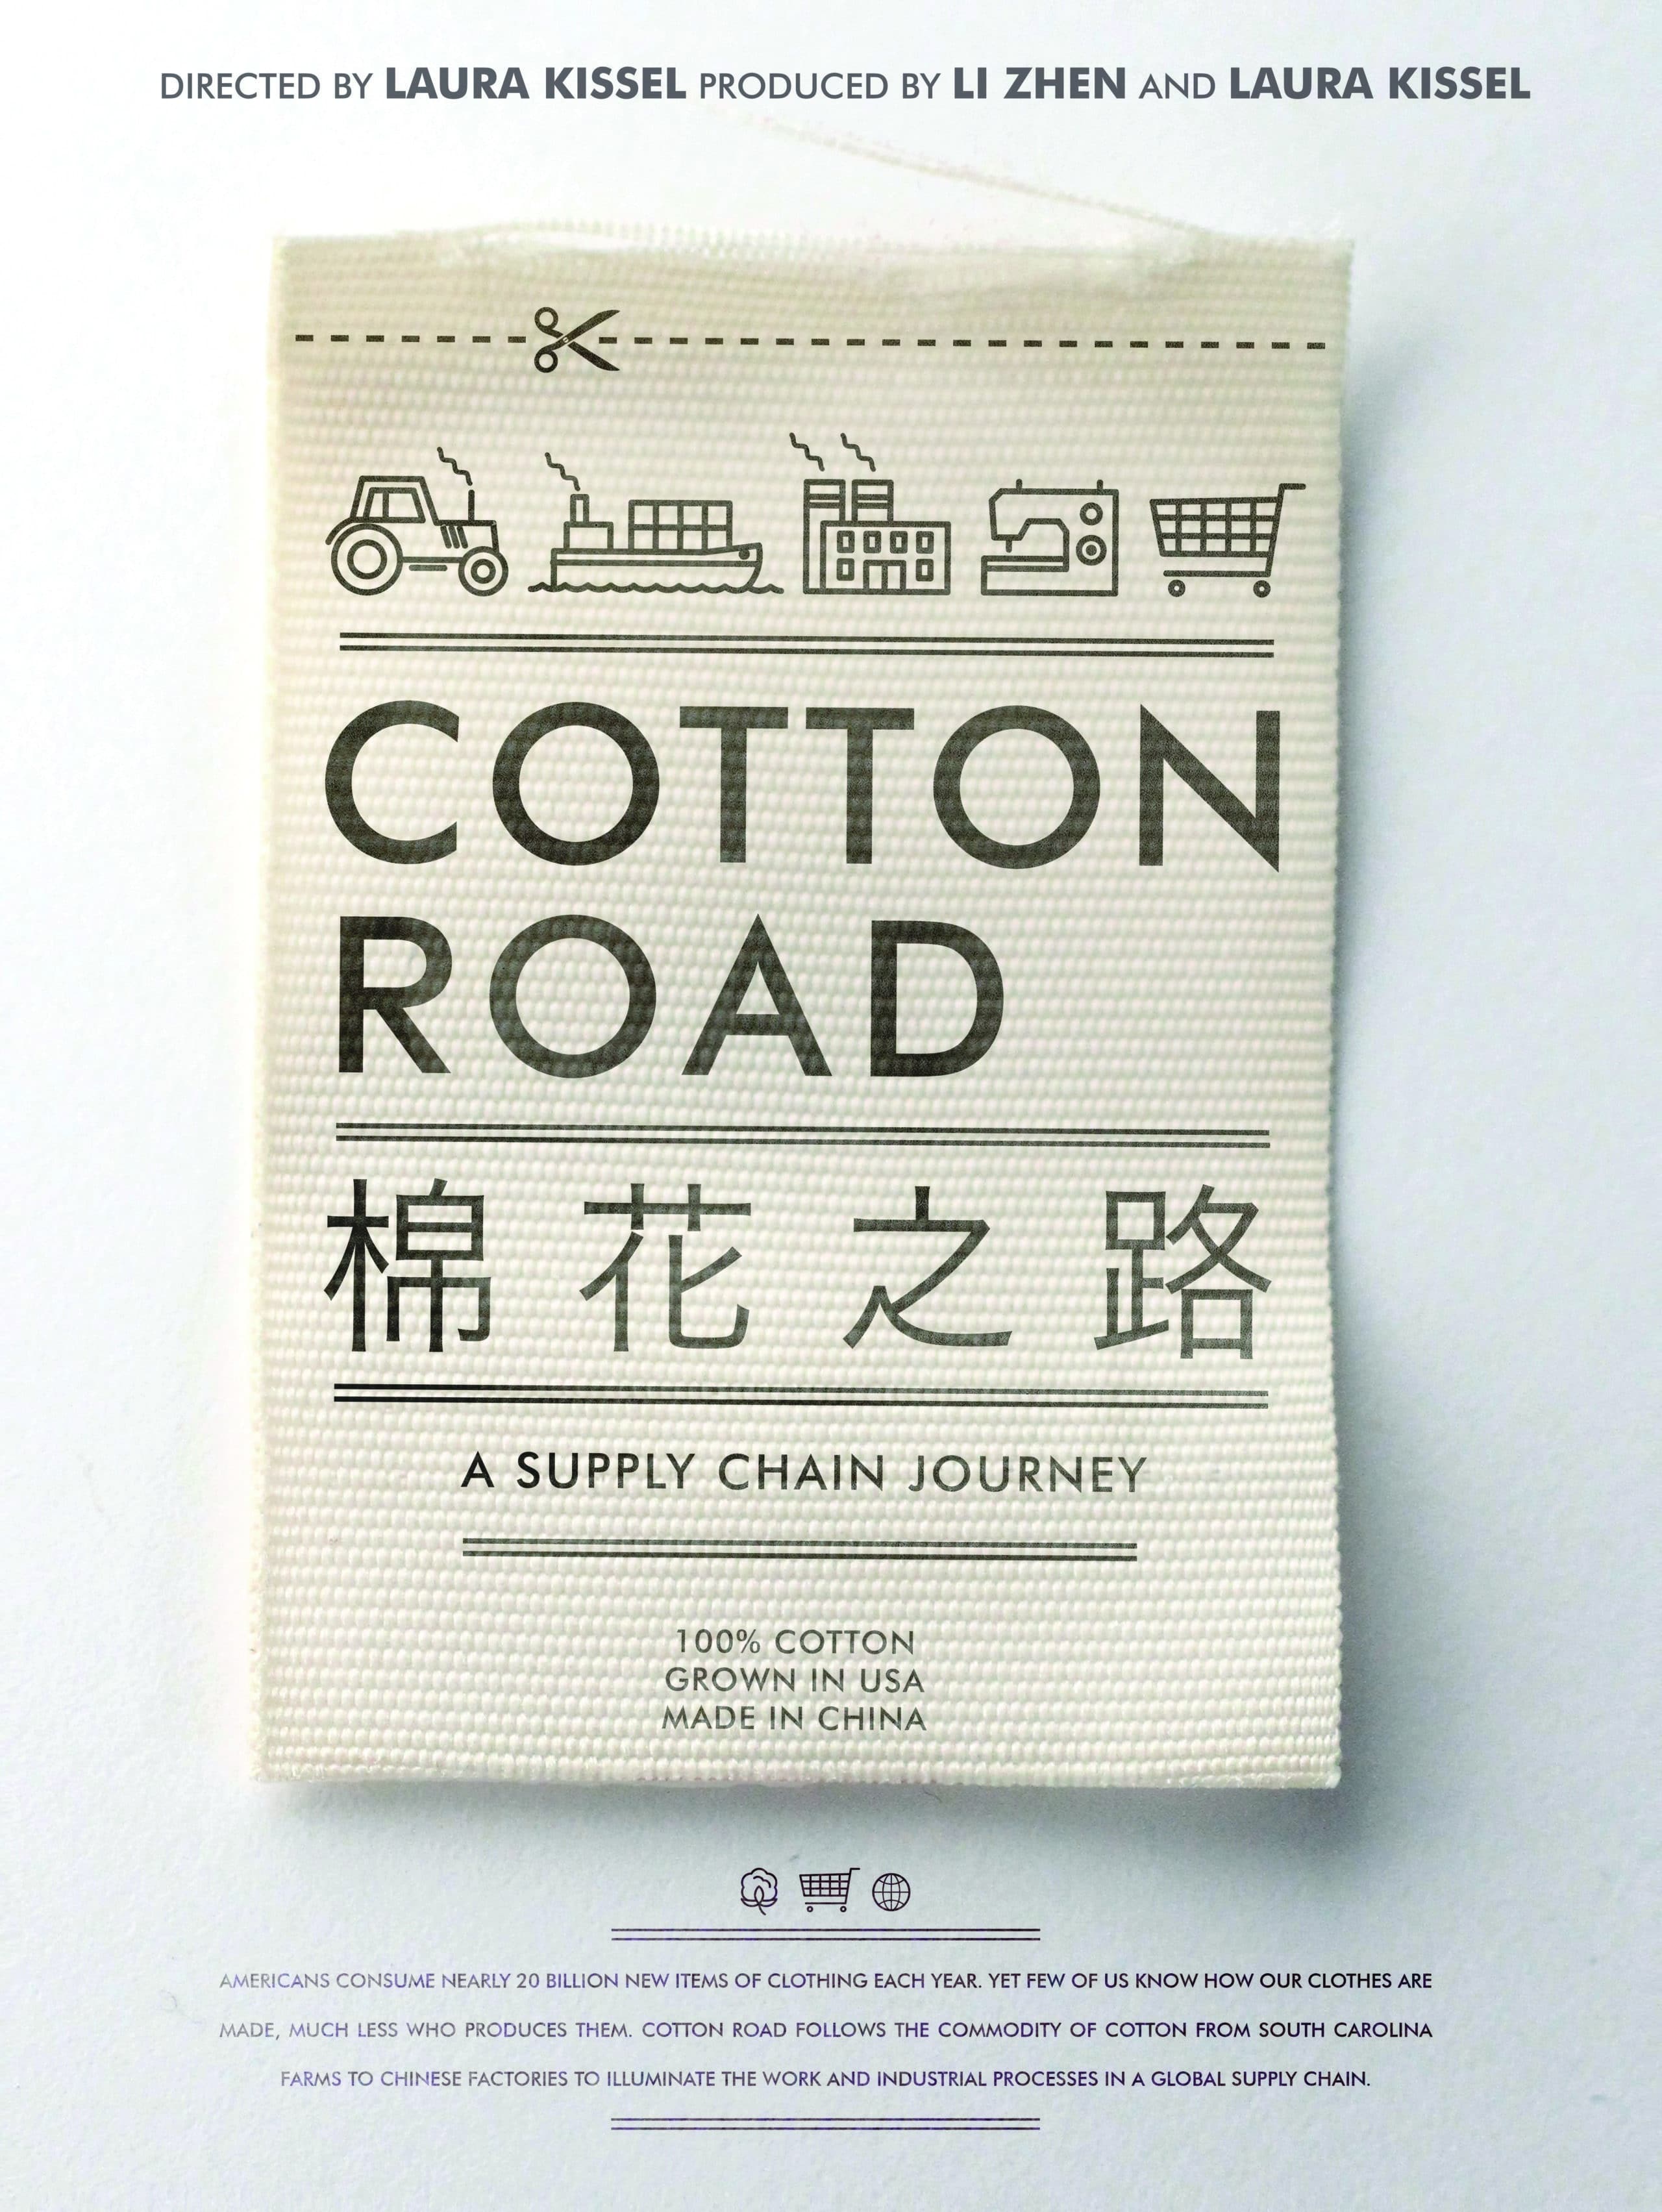 DIRECTED BY LAURA KISSEL PRODUCED BY LI ZHEN AND LAURA KISSEL
COTTON
ROAD
棉花之路
A SUPPLY CHAIN JOURNEY
100% COTTON
GROWN IN USA
MADE IN CHINA
AMERICANS CONSUME NEARLY 20 BILLION NEW ITEMS OF CLOTHING EACH YEAR. YET FEW OF US KNOW HOW OUR CLOTHES ARE
MADE, MUCH LESS WHO PRODUCES THEM. COTTON ROAD FOLLOWS THE COMMODITY OF COTTON FROM SOUTH CAROLINA
FARMS TO CHINESE FACTORIES TO ILLUMINATE THE WORK AND INDUSTRIAL PROCESSES IN A GLOBAL SUPPLY CHAIN.